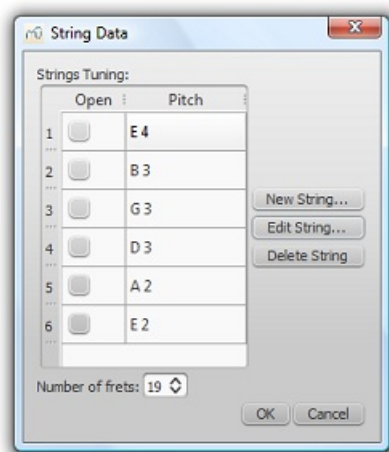 String Data
Strings Tuning:
Open Pitch
1 E 4
2 B 3
3 G 3
4 D 3
5 A 2
6 E 2
New String...
Edit String...
Delete String
Number of frets: 19
OK Cancel